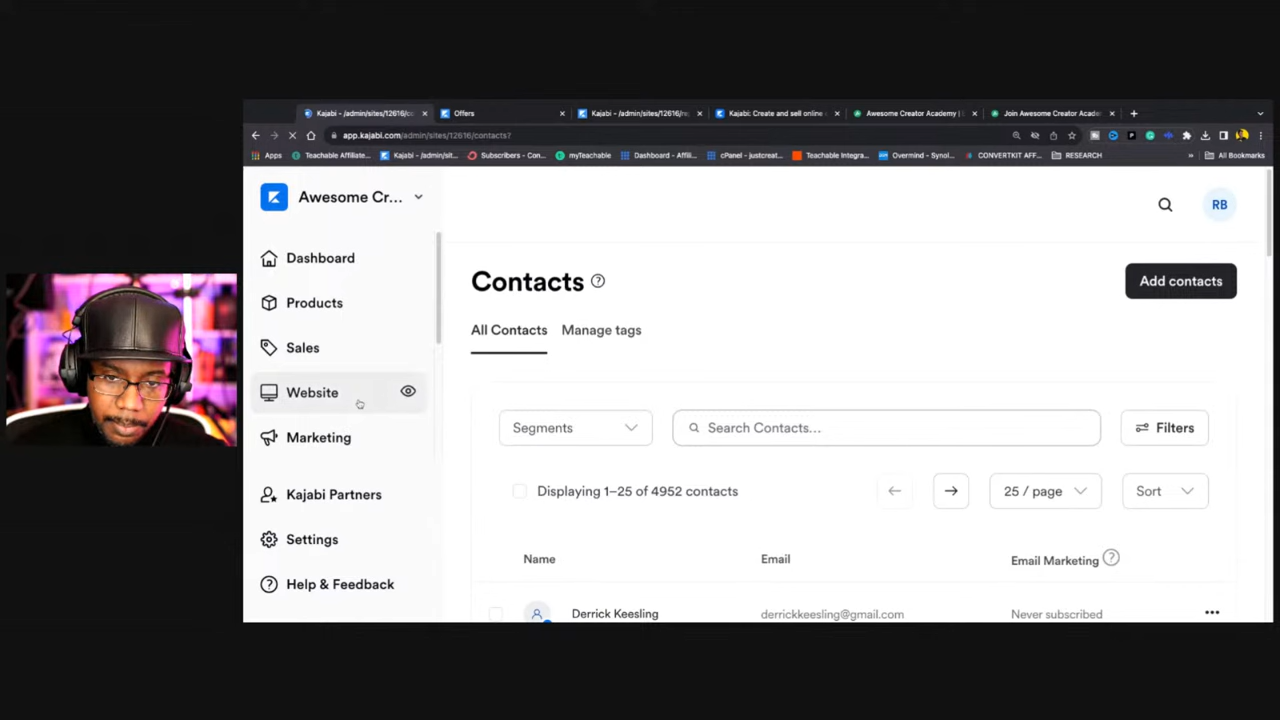 Kajabi - /admin/sites/12616/co
Offers
Kajabi - /admin/sites/12616/re
Kajabi: Create and sell online
Awesome Creator Academy |
Join Awesome Creator Acade
app.kajabi.com/admin/sites/12616/contacts?
Apps
Teachable Affiliate...
Kajabi - /admin/sit...
Subscribers - Con...
myTeachable
Dashboard - Affil...
cPanel - justcreat...
Teachable Integra...
Overmind - Synol...
CONVERTKIT AFF...
RESEARCH
»
All Bookmarks
Awesome Cr...
RB
Dashboard
Products
Sales
Website
Marketing
Kajabi Partners
Settings
Help & Feedback
Contacts
Add contacts
All Contacts
Manage tags
Segments
Search Contacts...
Filters
Displaying 1–25 of 4952 contacts
25 / page
Sort
Name
Email
Email Marketing
Derrick Keesling
derrickkeesling@gmail.com
Never subscribed